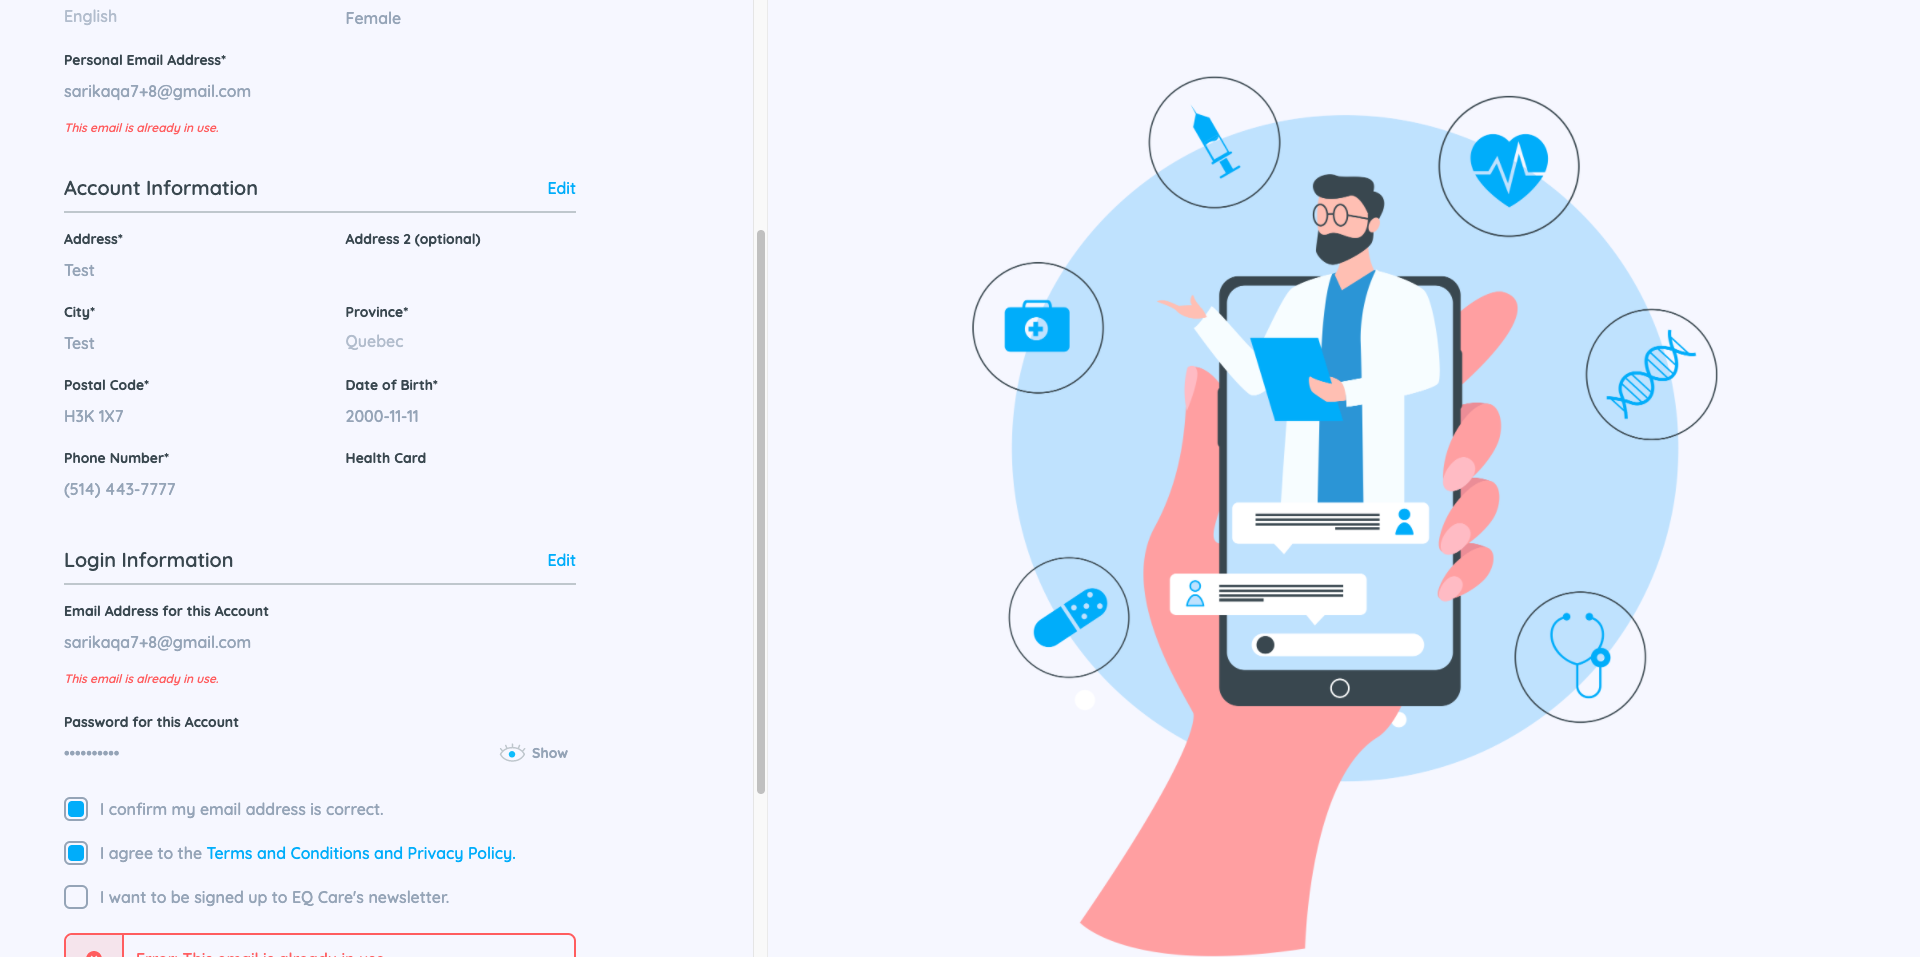 English
Female
Personal Email Address*
sarikaqa7+8@gmail.com
This email is already in use.
Account Information
Edit
Address*
Address 2 (optional)
Test
City*
Province*
Test
Quebec
Postal Code*
Date of Birth*
H3K 1X7
2000-11-11
Phone Number*
Health Card
(514) 443-7777
Login Information
Edit
Email Address for this Account
sarikaqa7+8@gmail.com
This email is already in use.
Password for this Account
••••••••••
Show
I confirm my email address is correct.
I agree to the Terms and Conditions and Privacy Policy.
I want to be signed up to EQ Care's newsletter.
Error: This email is already in use.